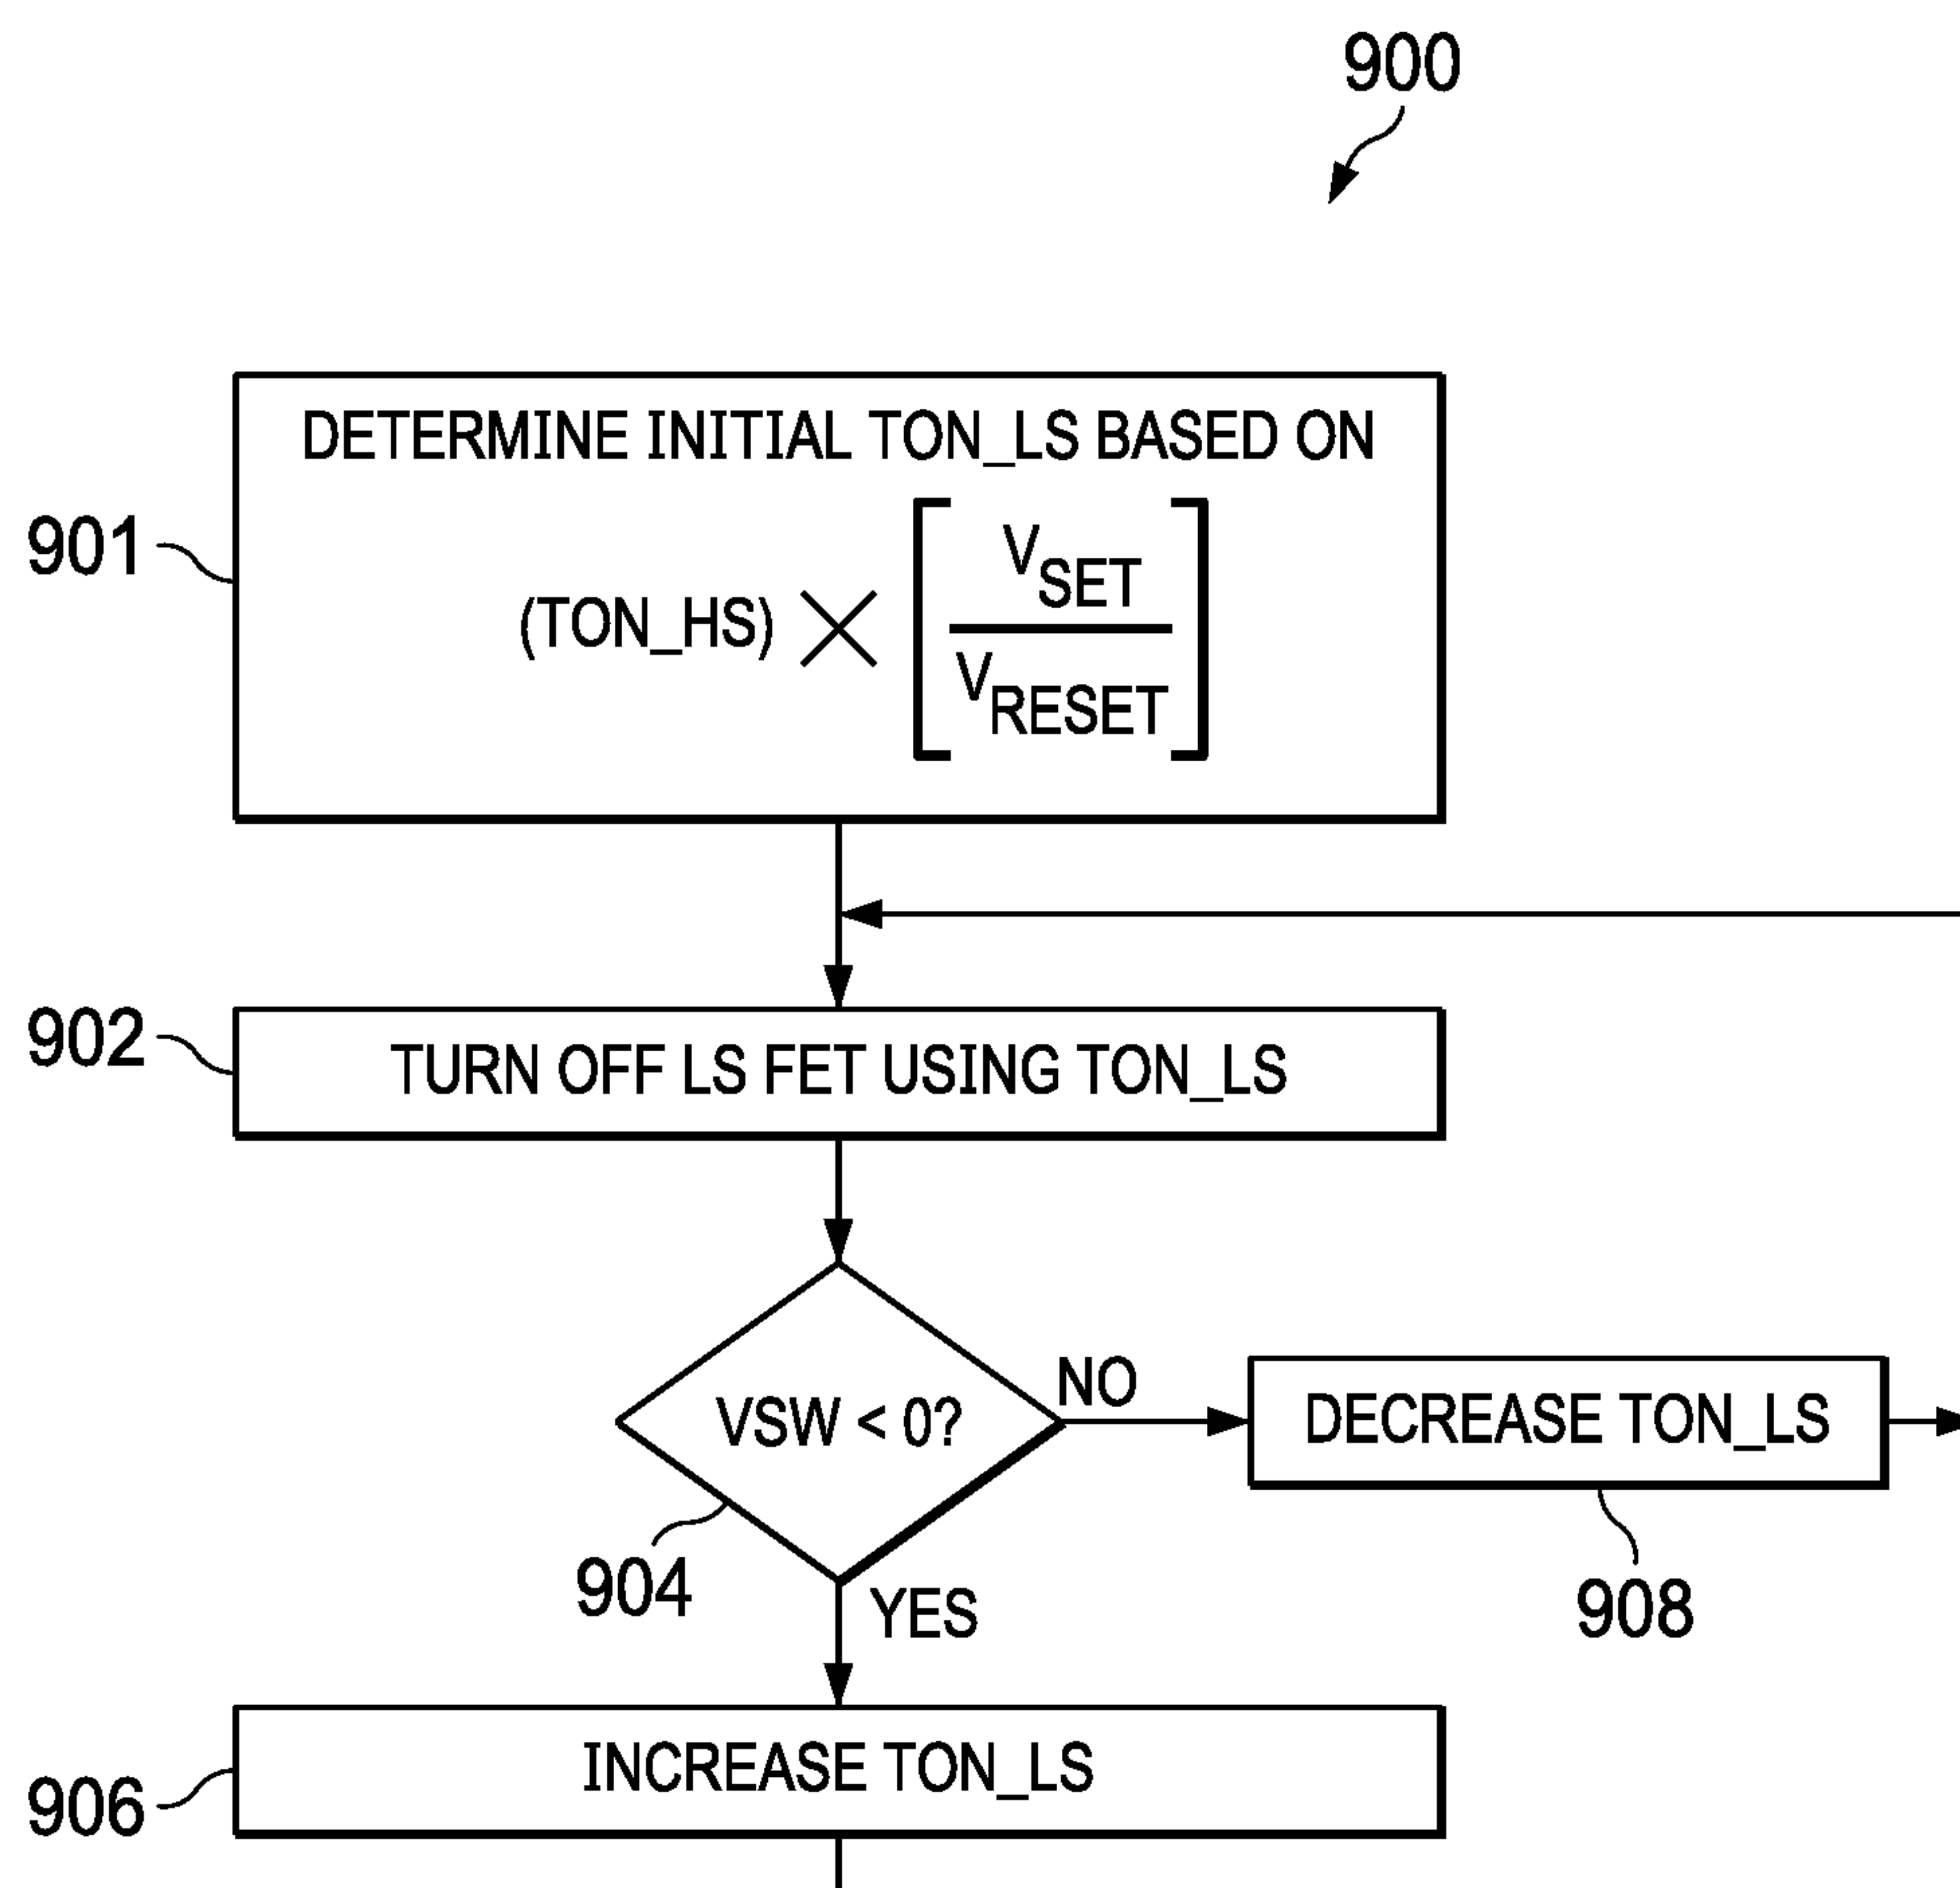 900
DETERMINE INITIAL TON_LS BASED ON
901
(TON_HS) × [ V_SET / V_RESET ]
902
TURN OFF LS FET USING TON_LS
VSW < 0?
NO
DECREASE TON_LS
904
908
YES
INCREASE TON_LS
906